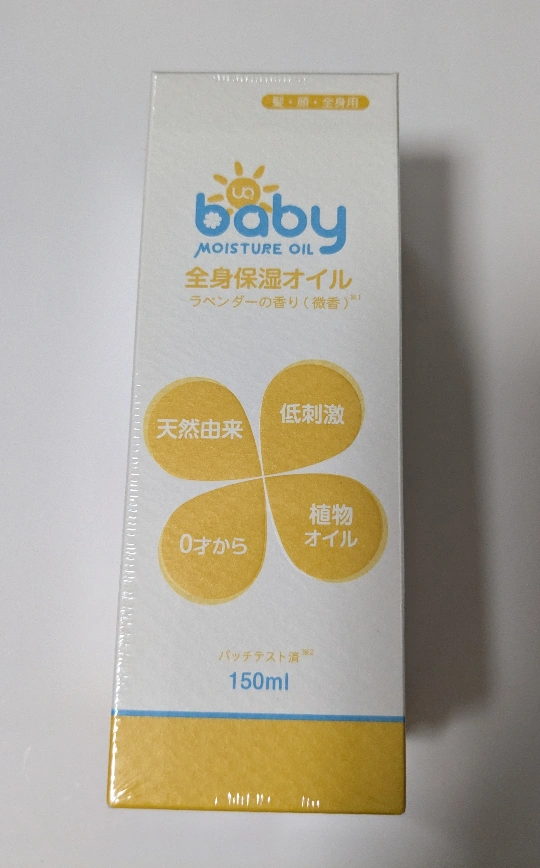 髪・顔・全身用
UQ
baby
MOISTURE OIL
全身保湿オイル
ラベンダーの香り(微香)※1
天然由来
低刺激
0才から
植物
オイル
パッチテスト済※2
150ml